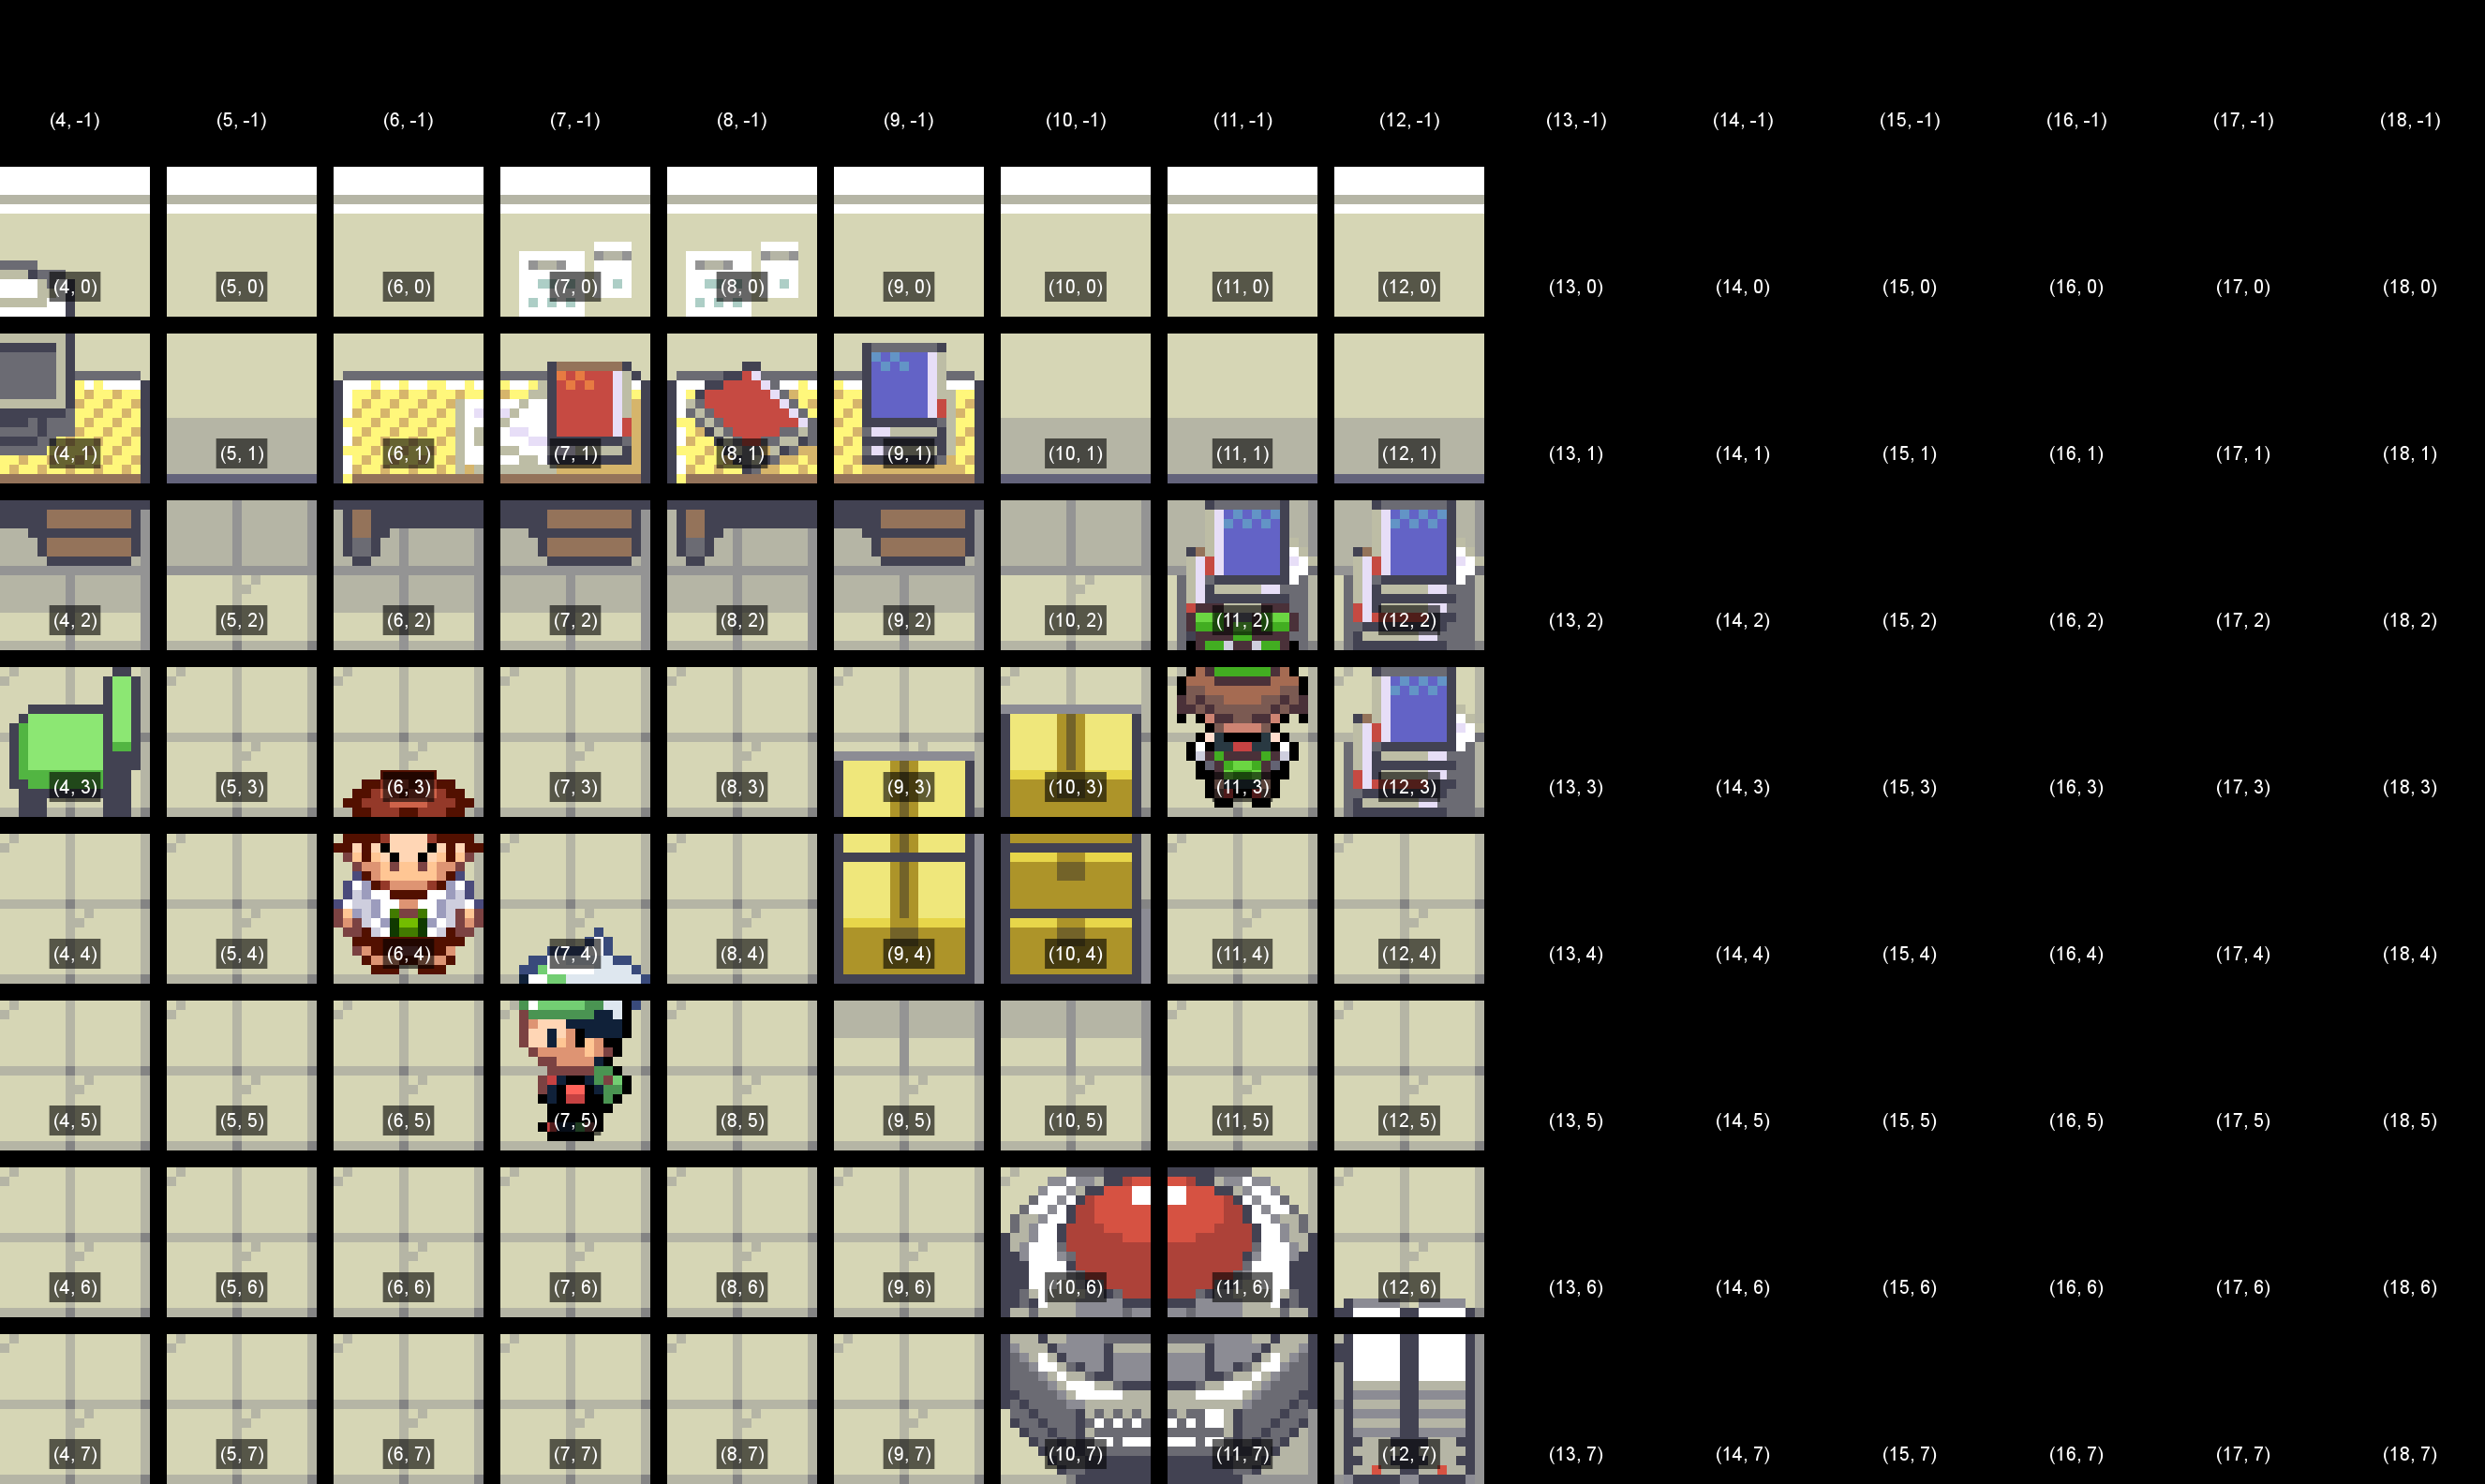 (4, -1) (5, -1) (6, -1) (7, -1) (8, -1) (9, -1) (10, -1) (11, -1) (12, -1) (13, -1) (14, -1) (15, -1) (16, -1) (17, -1) (18, -1)
(4, 0) (5, 0) (6, 0) (7, 0) (8, 0) (9, 0) (10, 0) (11, 0) (12, 0) (13, 0) (14, 0) (15, 0) (16, 0) (17, 0) (18, 0)
(4, 1) (5, 1) (6, 1) (7, 1) (8, 1) (9, 1) (10, 1) (11, 1) (12, 1) (13, 1) (14, 1) (15, 1) (16, 1) (17, 1) (18, 1)
(4, 2) (5, 2) (6, 2) (7, 2) (8, 2) (9, 2) (10, 2) (11, 2) (12, 2) (13, 2) (14, 2) (15, 2) (16, 2) (17, 2) (18, 2)
(4, 3) (5, 3) (6, 3) (7, 3) (8, 3) (9, 3) (10, 3) (11, 3) (12, 3) (13, 3) (14, 3) (15, 3) (16, 3) (17, 3) (18, 3)
(4, 4) (5, 4) (6, 4) (7, 4) (8, 4) (9, 4) (10, 4) (11, 4) (12, 4) (13, 4) (14, 4) (15, 4) (16, 4) (17, 4) (18, 4)
(4, 5) (5, 5) (6, 5) (7, 5) (8, 5) (9, 5) (10, 5) (11, 5) (12, 5) (13, 5) (14, 5) (15, 5) (16, 5) (17, 5) (18, 5)
(4, 6) (5, 6) (6, 6) (7, 6) (8, 6) (9, 6) (10, 6) (11, 6) (12, 6) (13, 6) (14, 6) (15, 6) (16, 6) (17, 6) (18, 6)
(4, 7) (5, 7) (6, 7) (7, 7) (8, 7) (9, 7) (10, 7) (11, 7) (12, 7) (13, 7) (14, 7) (15, 7) (16, 7) (17, 7) (18, 7)